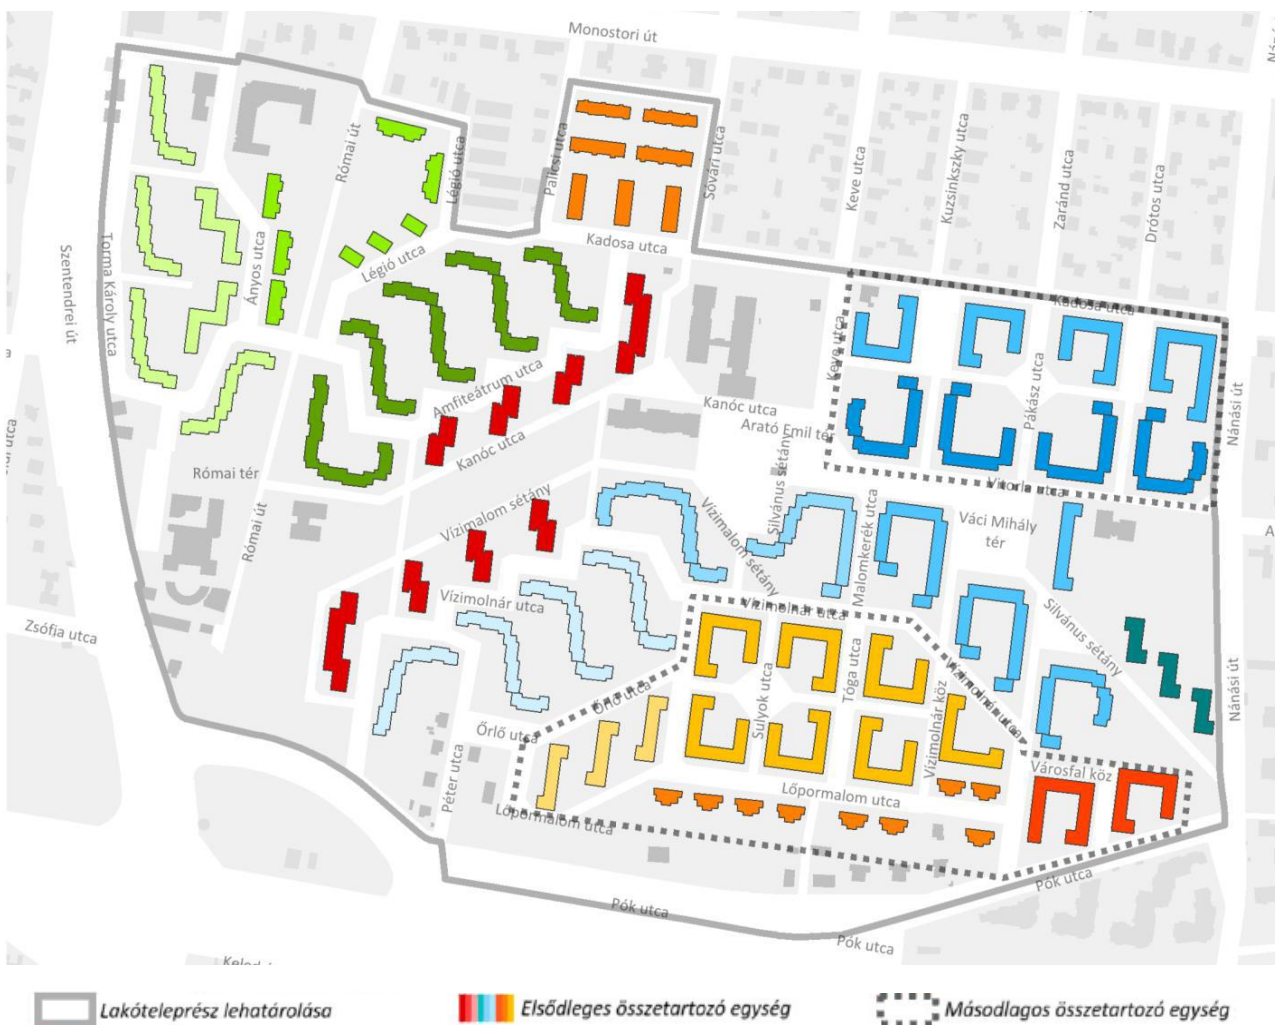 Monostori út
Római út
Légió utca
Palicsi utca
Sóvári utca
Keve utca
Kuzsinkszky utca
Zaránd utca
Drótos utca
Szentendrei út
Torma Károly utca
Ányos utca
Légió utca
Kadosa utca
Kadosa utca
Keve utca
Pákász utca
Nánási út
Amfiteátrum utca
Kanóc utca
Kanóc utca
Arató Emil tér
Vitorla utca
Római tér
Római út
Vízimalom sétány
Vízimalom sétány
Silvánus sétány
Malomkerék utca
Váci Mihály
tér
Vízimolnár utca
Vízimolnár utca
Silvánus sétány
Zsófia utca
Őrlő utca
Őrlő utca
Sulyok utca
Tóga utca
Vízimolnár köz
Vízimolnár utca
Nánási út
Péter utca
Városfal köz
Lőpormalom utca
Lőpormalom utca
Pók utca
Pók utca
Pók utca
Lakóteleprész lehatárolása
Elsődleges összetartozó egység
Másodlagos összetartozó egység